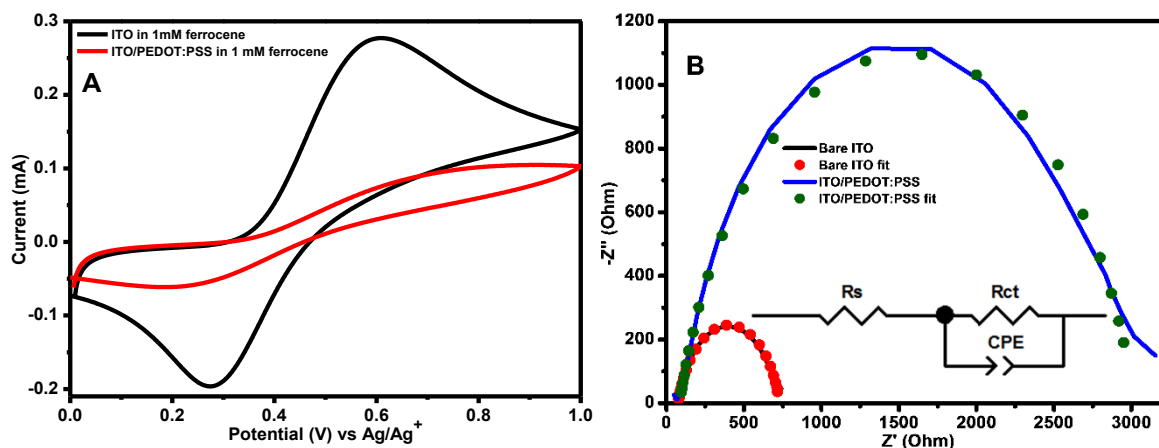 A
ITO in 1mM ferrocene
ITO/PEDOT:PSS in 1 mM ferrocene
0.3
0.2
0.1
0.0
-0.1
-0.2
Current (mA)
0.0 0.2 0.4 0.6 0.8 1.0
Potential (V) vs Ag/Ag+
B
1200
1000
800
600
400
200
0
-Z'' (Ohm)
Bare ITO
Bare ITO fit
ITO/PEDOT:PSS
ITO/PEDOT:PSS fit
Rs
Rct
CPE
0 500 1000 1500 2000 2500 3000
Z' (Ohm)